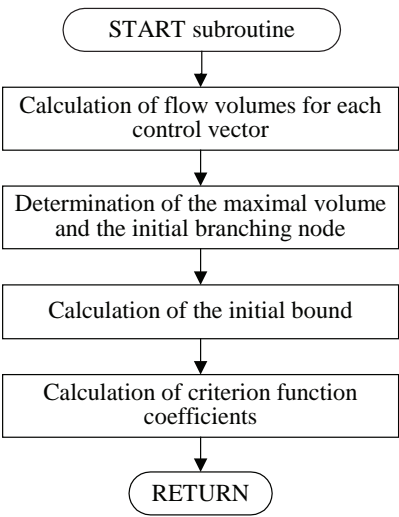 START subroutine
Calculation of flow volumes for each
control vector
Determination of the maximal volume
and the initial branching node
Calculation of the initial bound
Calculation of criterion function
coefficients
RETURN